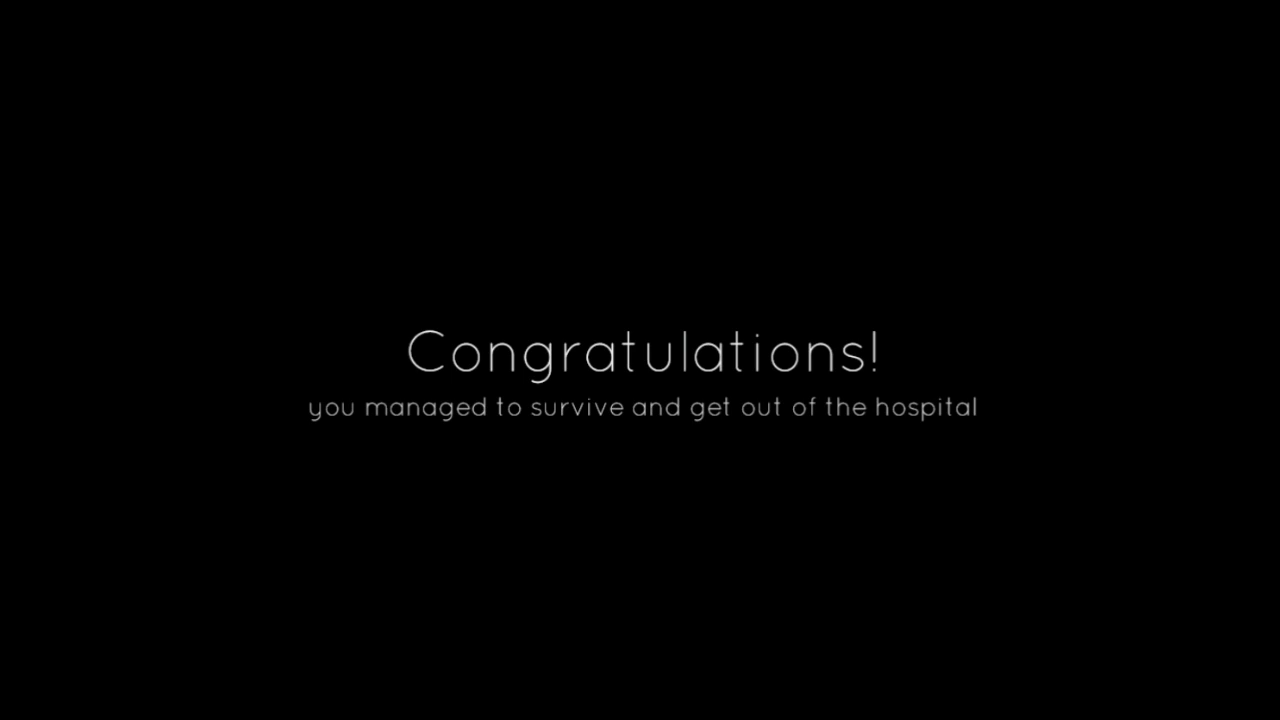 Congratulations!
you managed to survive and get out of the hospital